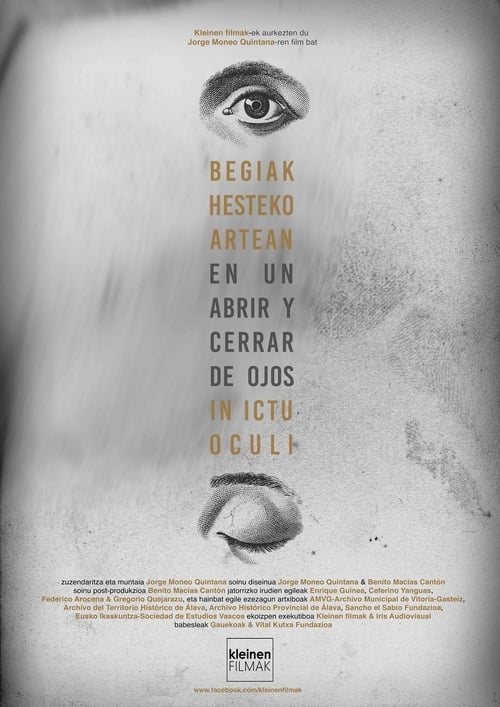 Kleinen filmak-ek aurkezten du
Jorge Moneo Quintana-ren film bat
BEGIAK
HESTEKO
ARTEAN
EN UN
ABRIR Y
CERRAR
DE OJOS
IN ICTU
OCULI
zuzendaritza eta muntaia Jorge Moneo Quintana soinu diseinua Jorge Moneo Quintana & Benito Macías Cantón
soinu post-produkzioa Benito Macías Cantón jatorrizko irudien egileak Enrique Guinea, Ceferino Yanguas,
Federico Arocena & Gregorio Querejazu, eta hainbat egile ezezagun artxiboak AMVG-Archivo Municipal de Vitoria-Gasteiz,
Archivo del Territorio Histórico de Álava, Archivo Histórico Provincial de Álava, Sancho el Sabio Fundazioa,
Eusko Ikaskuntza-Sociedad de Estudios Vascos ekoizpen exekutiboa Kleinen filmak & Iris Audiovisual
babesleak Gauekoak & Vital Kutxa Fundazioa
kleinen
FILMAK
www.facebook.com/kleinenfilmak